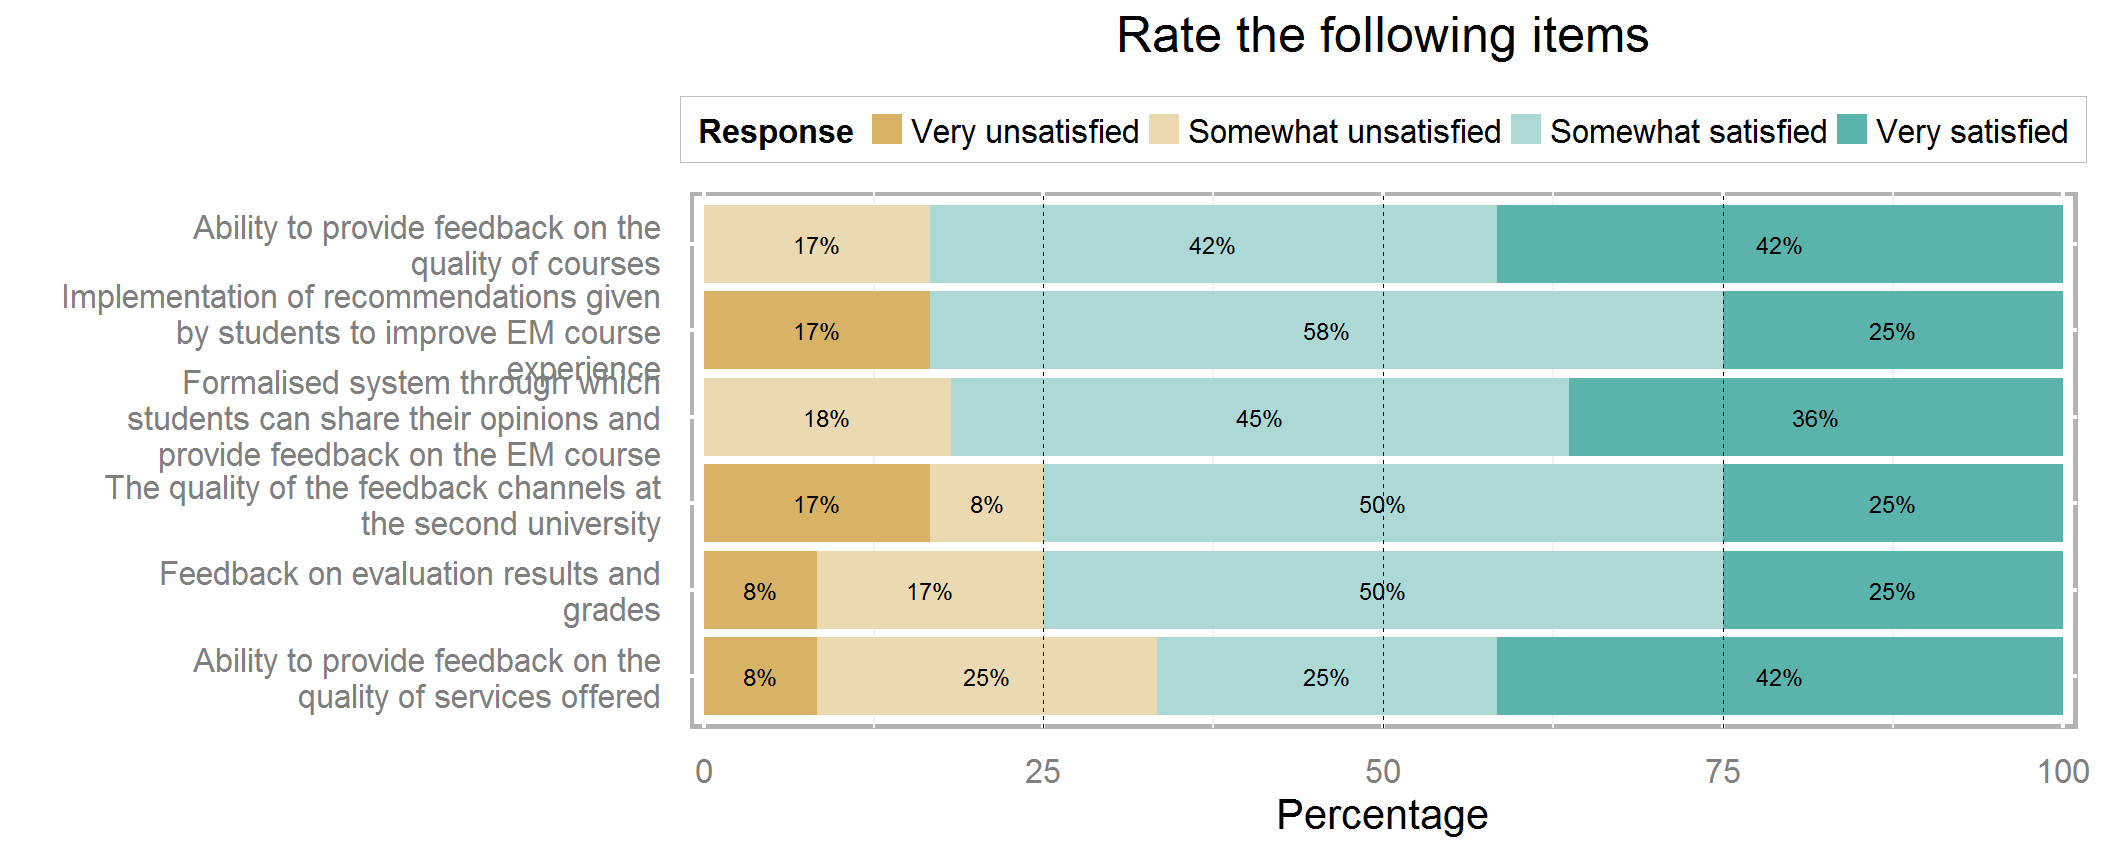 Rate the following items
Response Very unsatisfied Somewhat unsatisfied Somewhat satisfied Very satisfied
Ability to provide feedback on the
quality of courses
17% 42% 42%
Implementation of recommendations given
by students to improve EM course
experience
17% 58% 25%
Formalised system through which
students can share their opinions and
provide feedback on the EM course
18% 45% 36%
The quality of the feedback channels at
the second university
17% 8% 50% 25%
Feedback on evaluation results and
grades
8% 17% 50% 25%
Ability to provide feedback on the
quality of services offered
8% 25% 25% 42%
0 25 50 75 100
Percentage